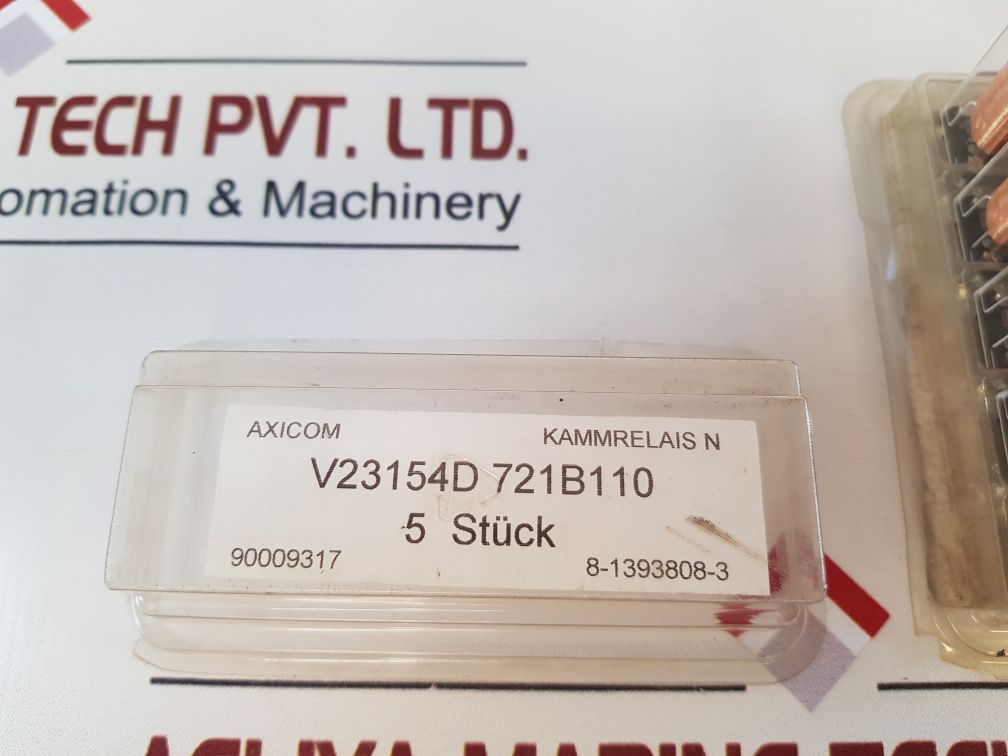 TECH PVT. LTD.
omation & Machinery
AXICOM
KAMMRELAIS N
V23154D 721B110
5 Stück
90009317
8-1393808-3